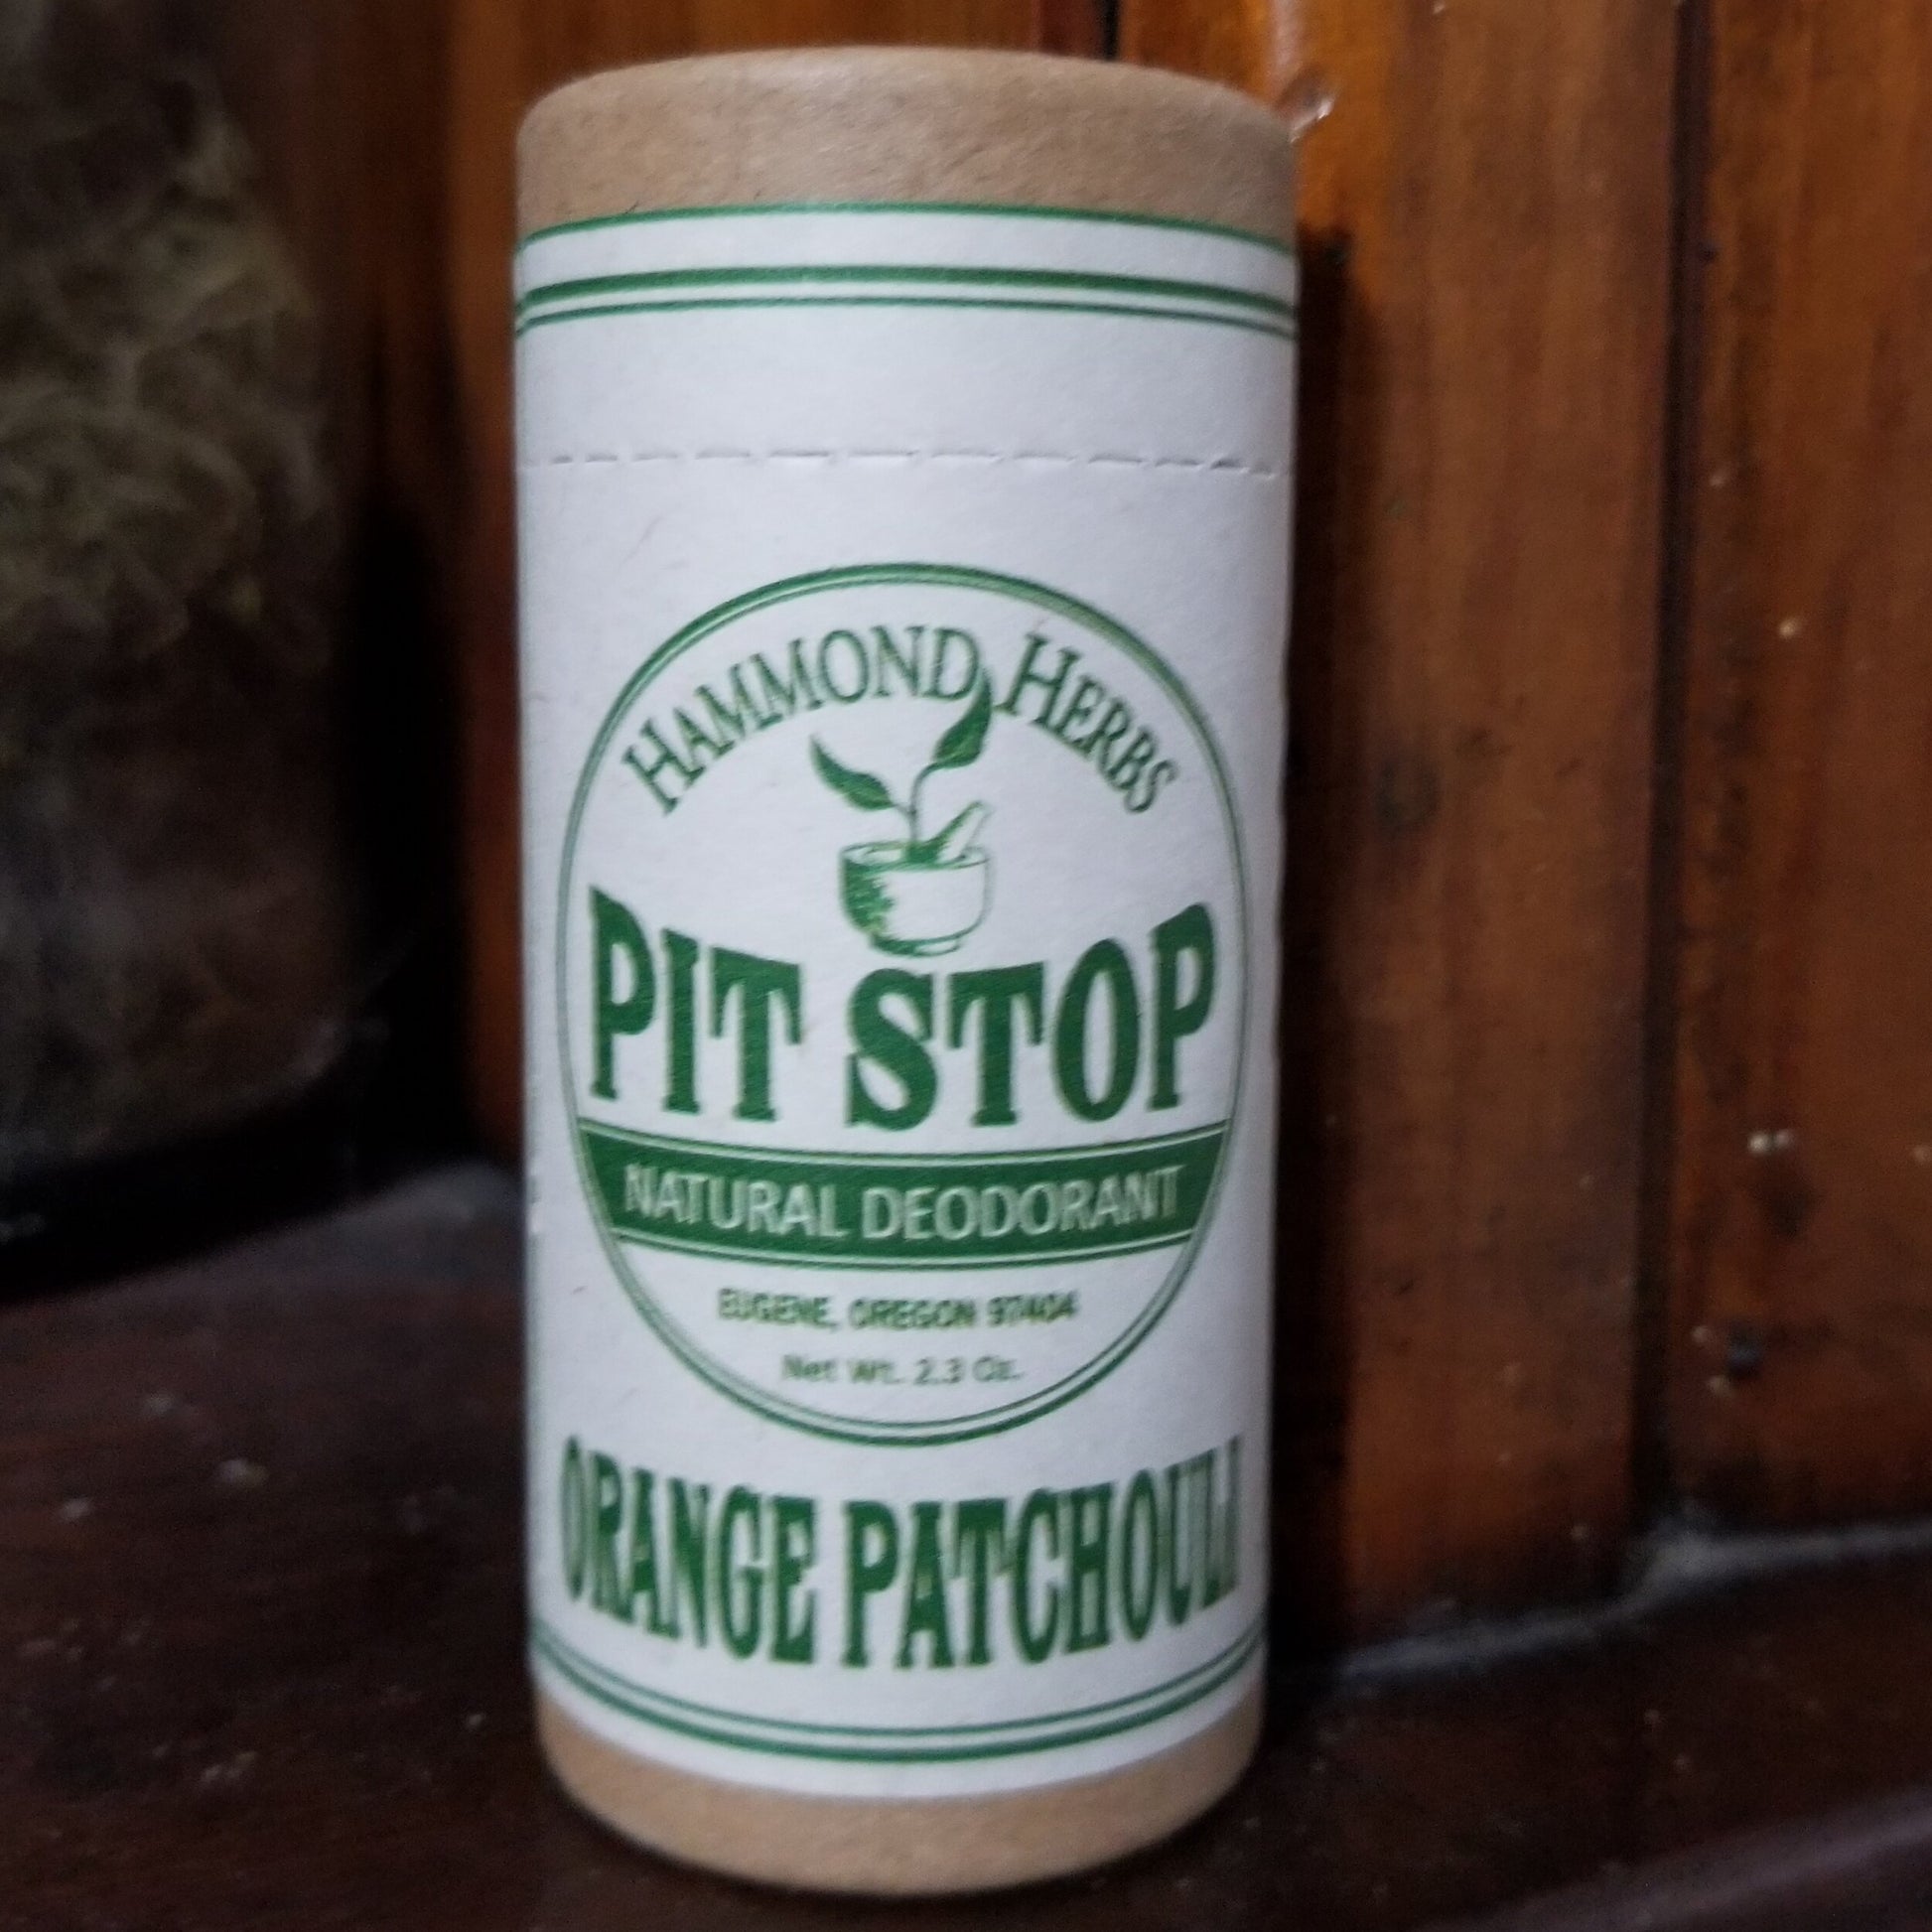 HAMMOND HERBS
PIT STOP
NATURAL DEODORANT
EUGENE, OREGON 97404
Net Wt. 2.3 Oz.
ORANGE PATCHOULI